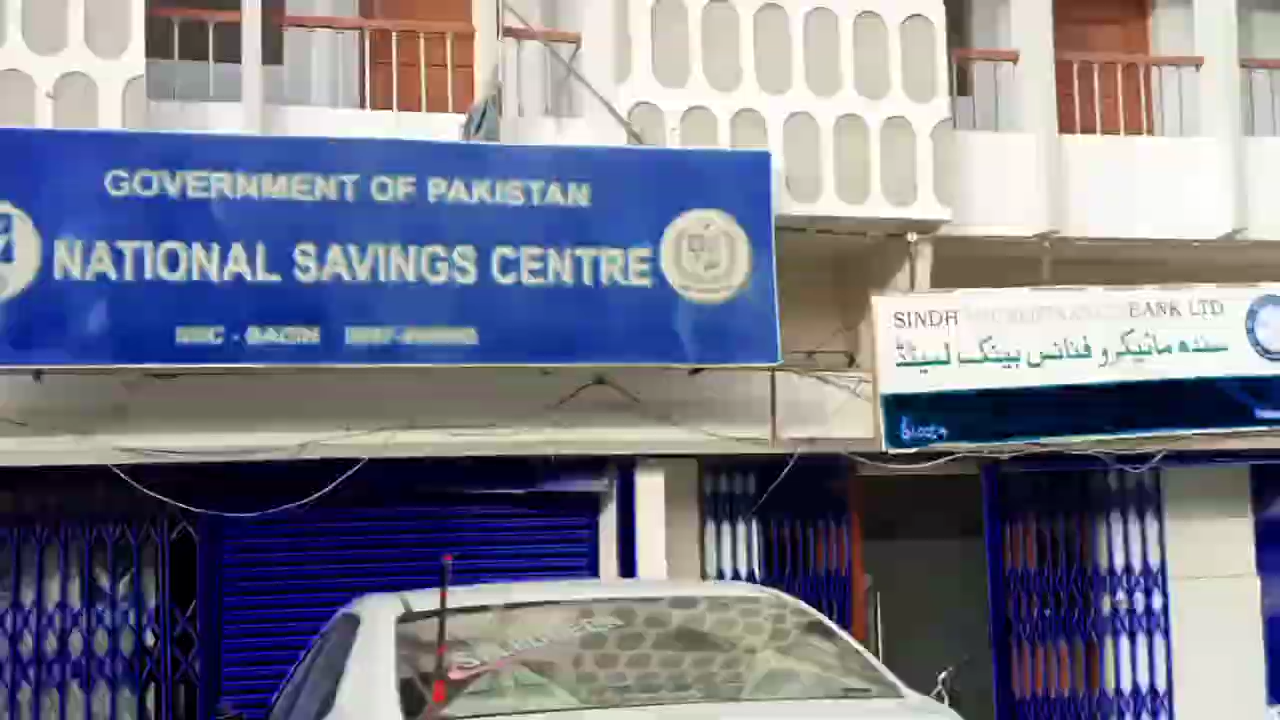 GOVERNMENT OF PAKISTAN
NATIONAL SAVINGS CENTRE
SINDH BANK LTD
سندھ مائیکرو فنانس بینک لمیٹڈ